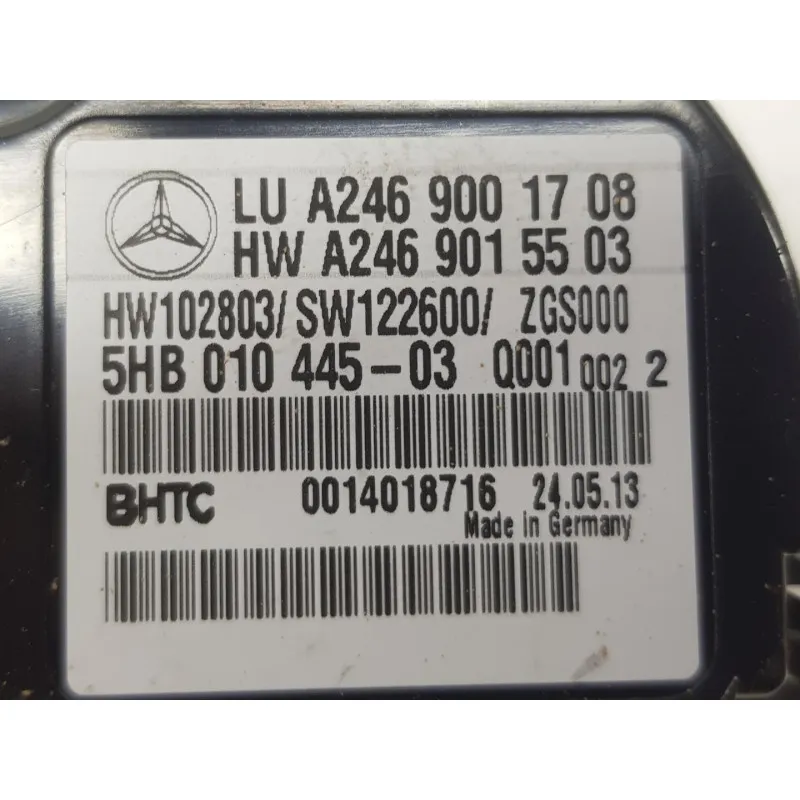 LU A246 900 17 08
HW A246 901 55 03
HW102803/ SW122600/ ZGS000
5HB 010 445-03 Q001 002 2
BHTC 0014018716 24.05.13
Made in Germany